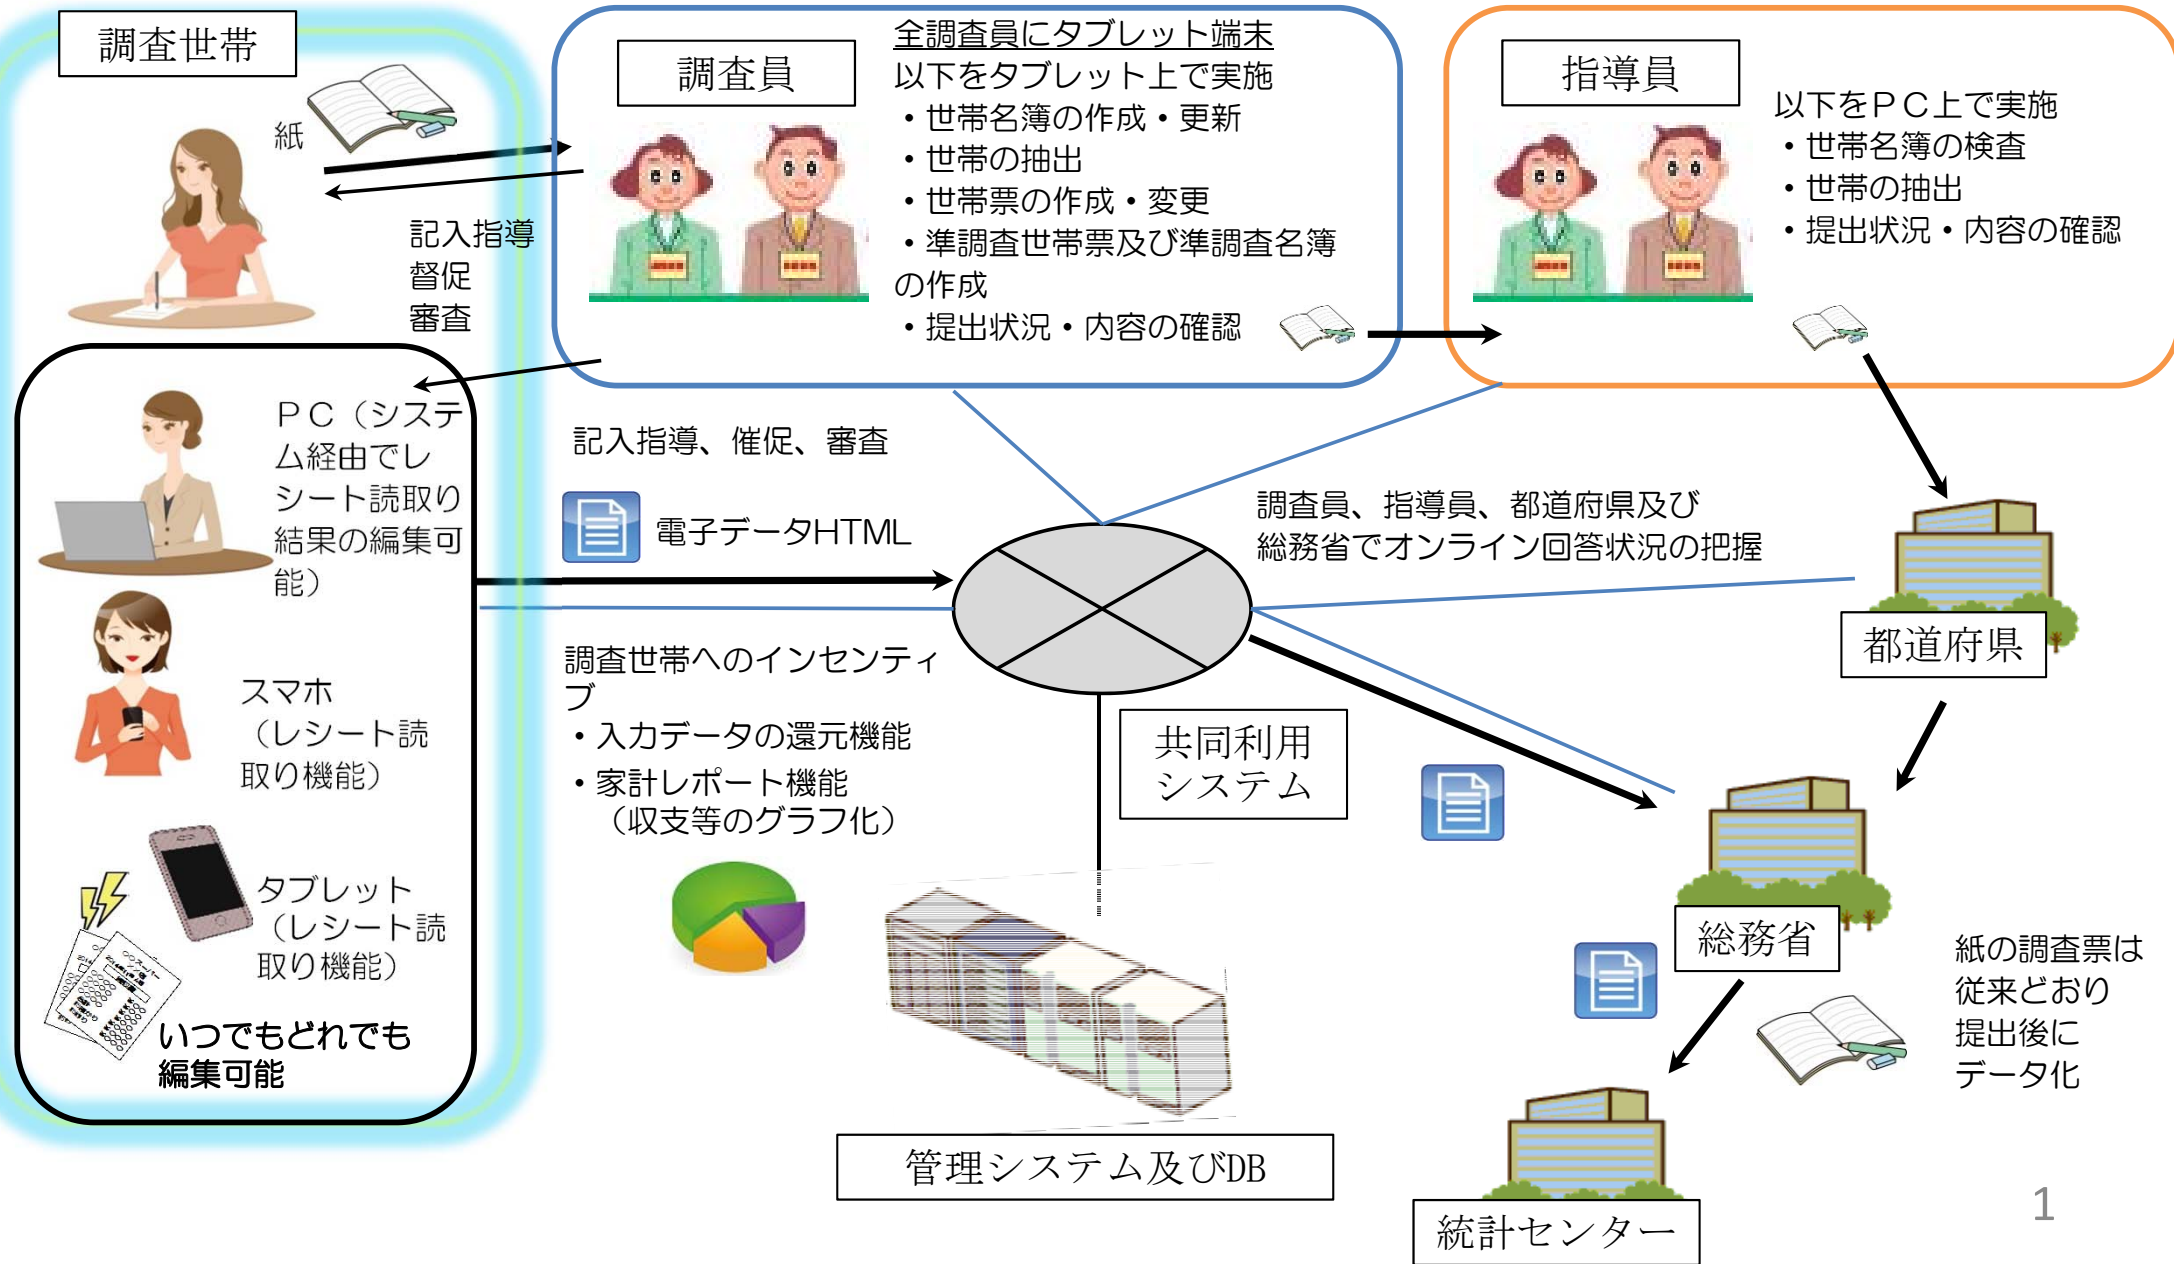 調査世帯
紙
記入指導
督促
審査
調査員
全調査員にタブレット端末
以下をタブレット上で実施
・世帯名簿の作成・更新
・世帯の抽出
・世帯票の作成・変更
・準調査世帯票及び準調査名簿
の作成
・提出状況・内容の確認
指導員
以下をＰＣ上で実施
・世帯名簿の検査
・世帯の抽出
・提出状況・内容の確認
ＰＣ（システ
ム経由でレ
シート読取り
結果の編集可
能）
スマホ
（レシート読
取り機能）
タブレット
（レシート読
取り機能）
いつでもどれでも
編集可能
記入指導、催促、審査
電子データHTML
調査員、指導員、都道府県及び
総務省でオンライン回答状況の把握
都道府県
調査世帯へのインセンティ
ブ
・入力データの還元機能
・家計レポート機能
（収支等のグラフ化）
共同利用
システム
総務省
紙の調査票は
従来どおり
提出後に
データ化
管理システム及びDB
統計センター
1